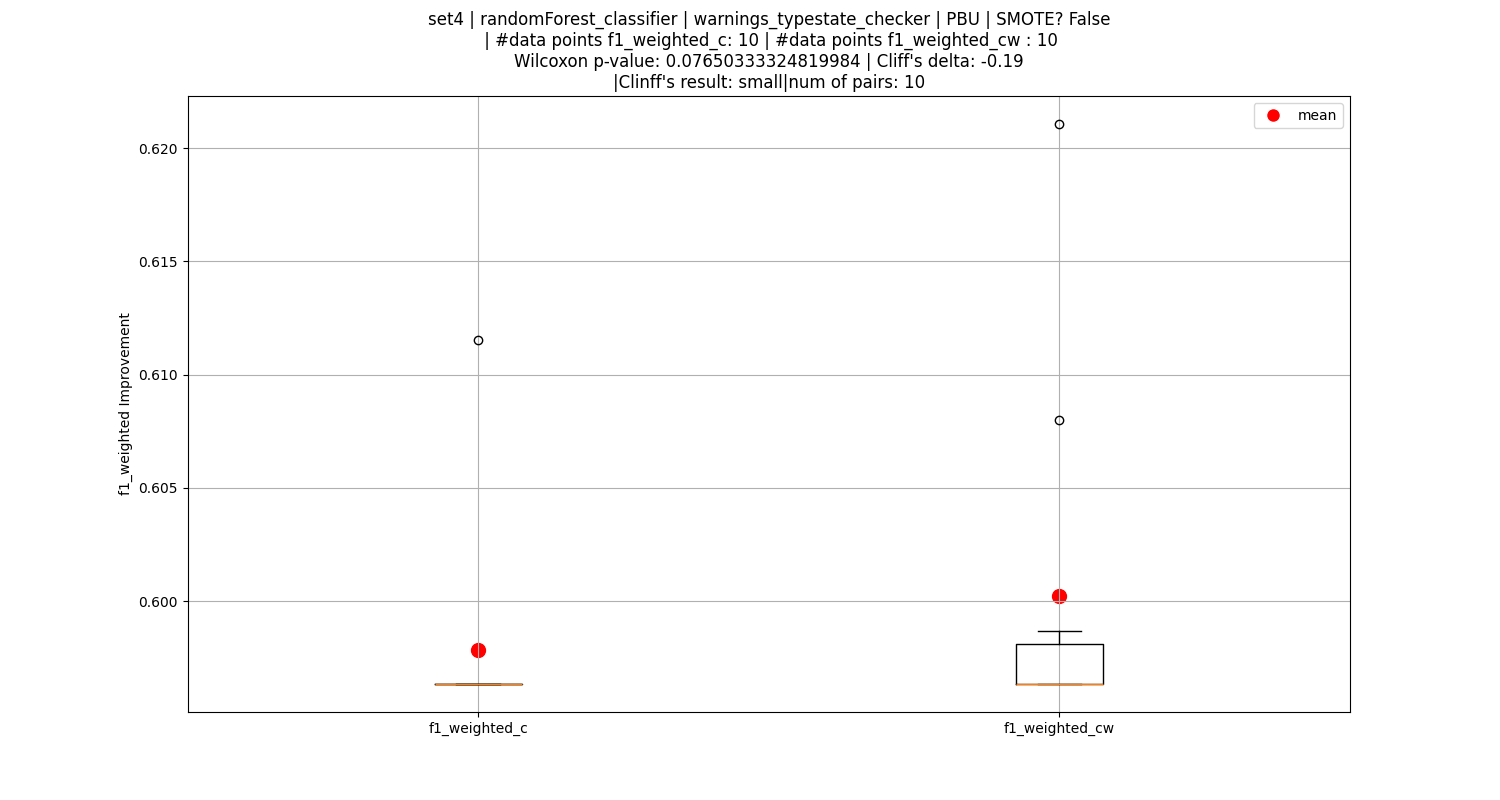 set4 | randomForest_classifier | warnings_typestate_checker | PBU | SMOTE? False
| #data points f1_weighted_c: 10 | #data points f1_weighted_cw : 10
Wilcoxon p-value: 0.07650333324819984 | Cliff's delta: -0.19
|Clinff's result: small|num of pairs: 10
mean
0.620
0.615
0.610
0.605
0.600
f1_weighted Improvement
f1_weighted_c
f1_weighted_cw